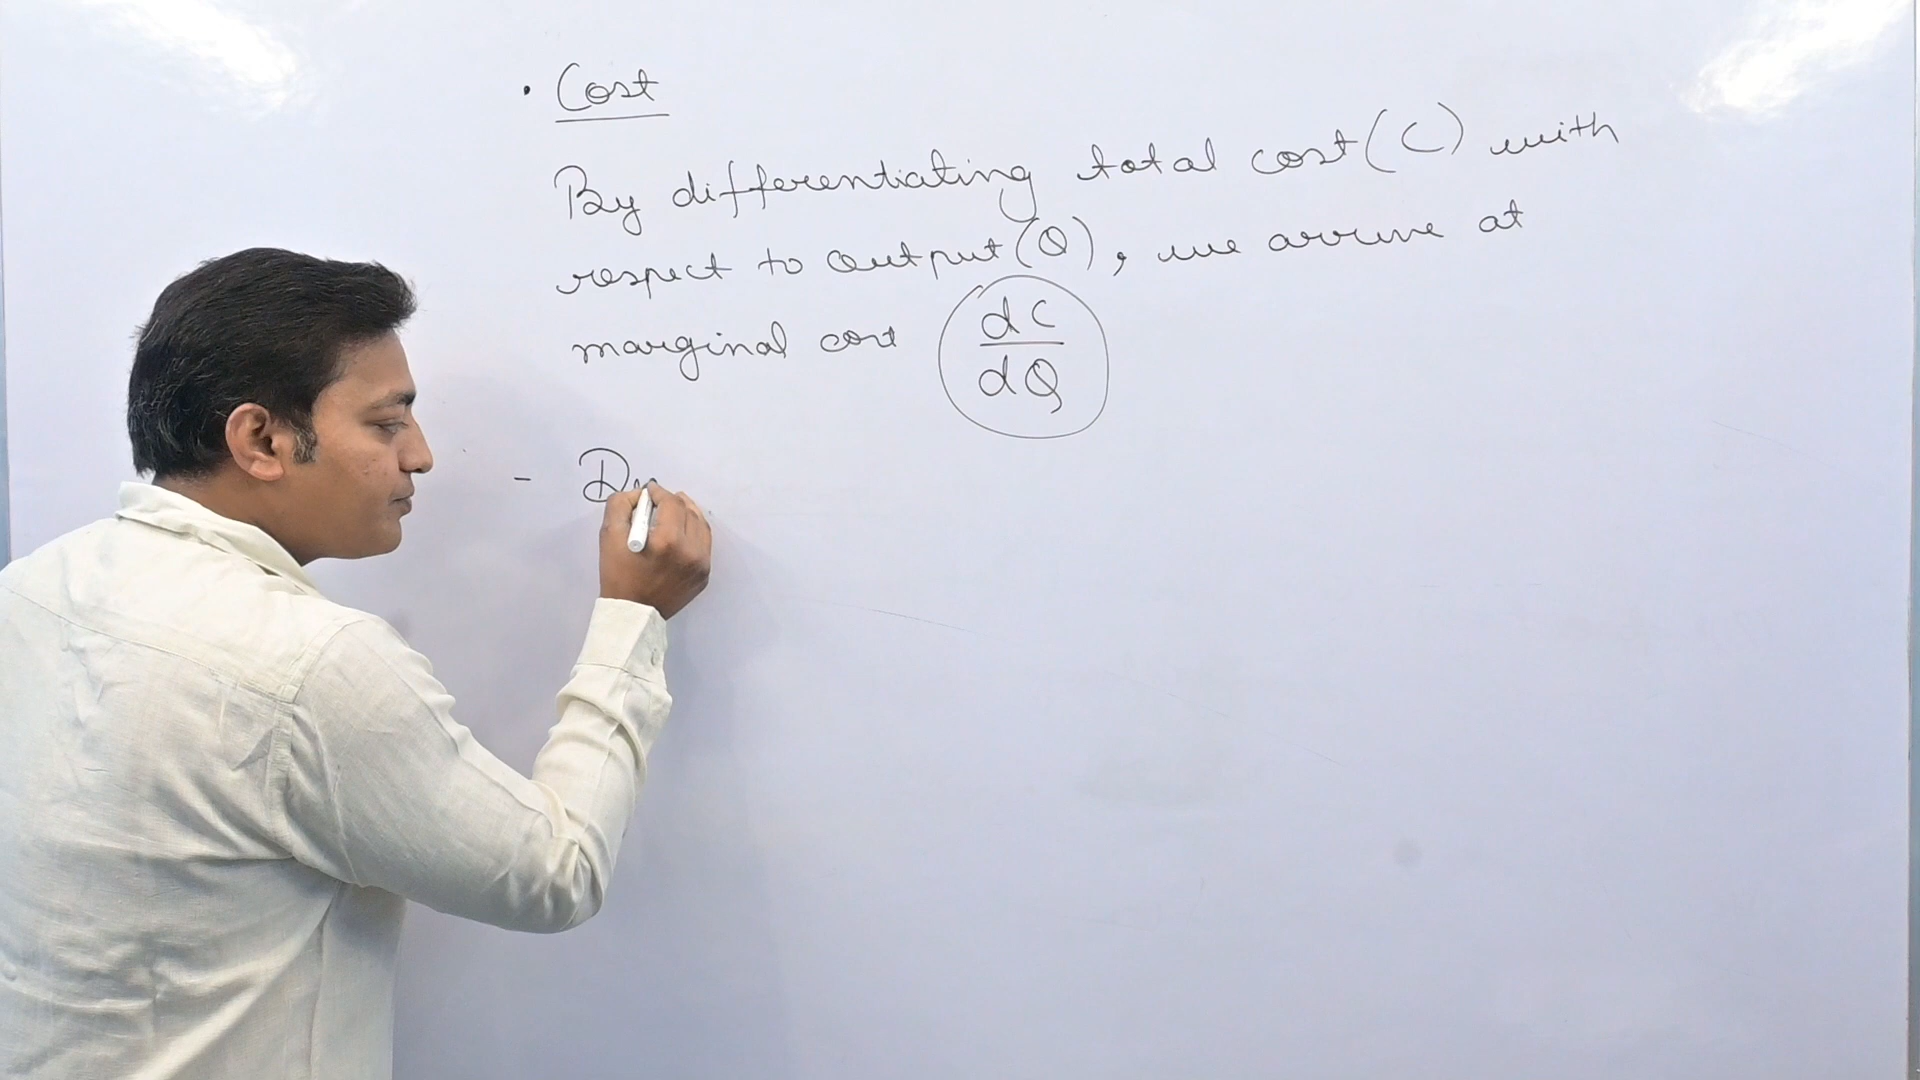 • Cost
By differentiating total cost (C) with
respect to output (Q), we arrive at
marginal cost dC
dQ
-